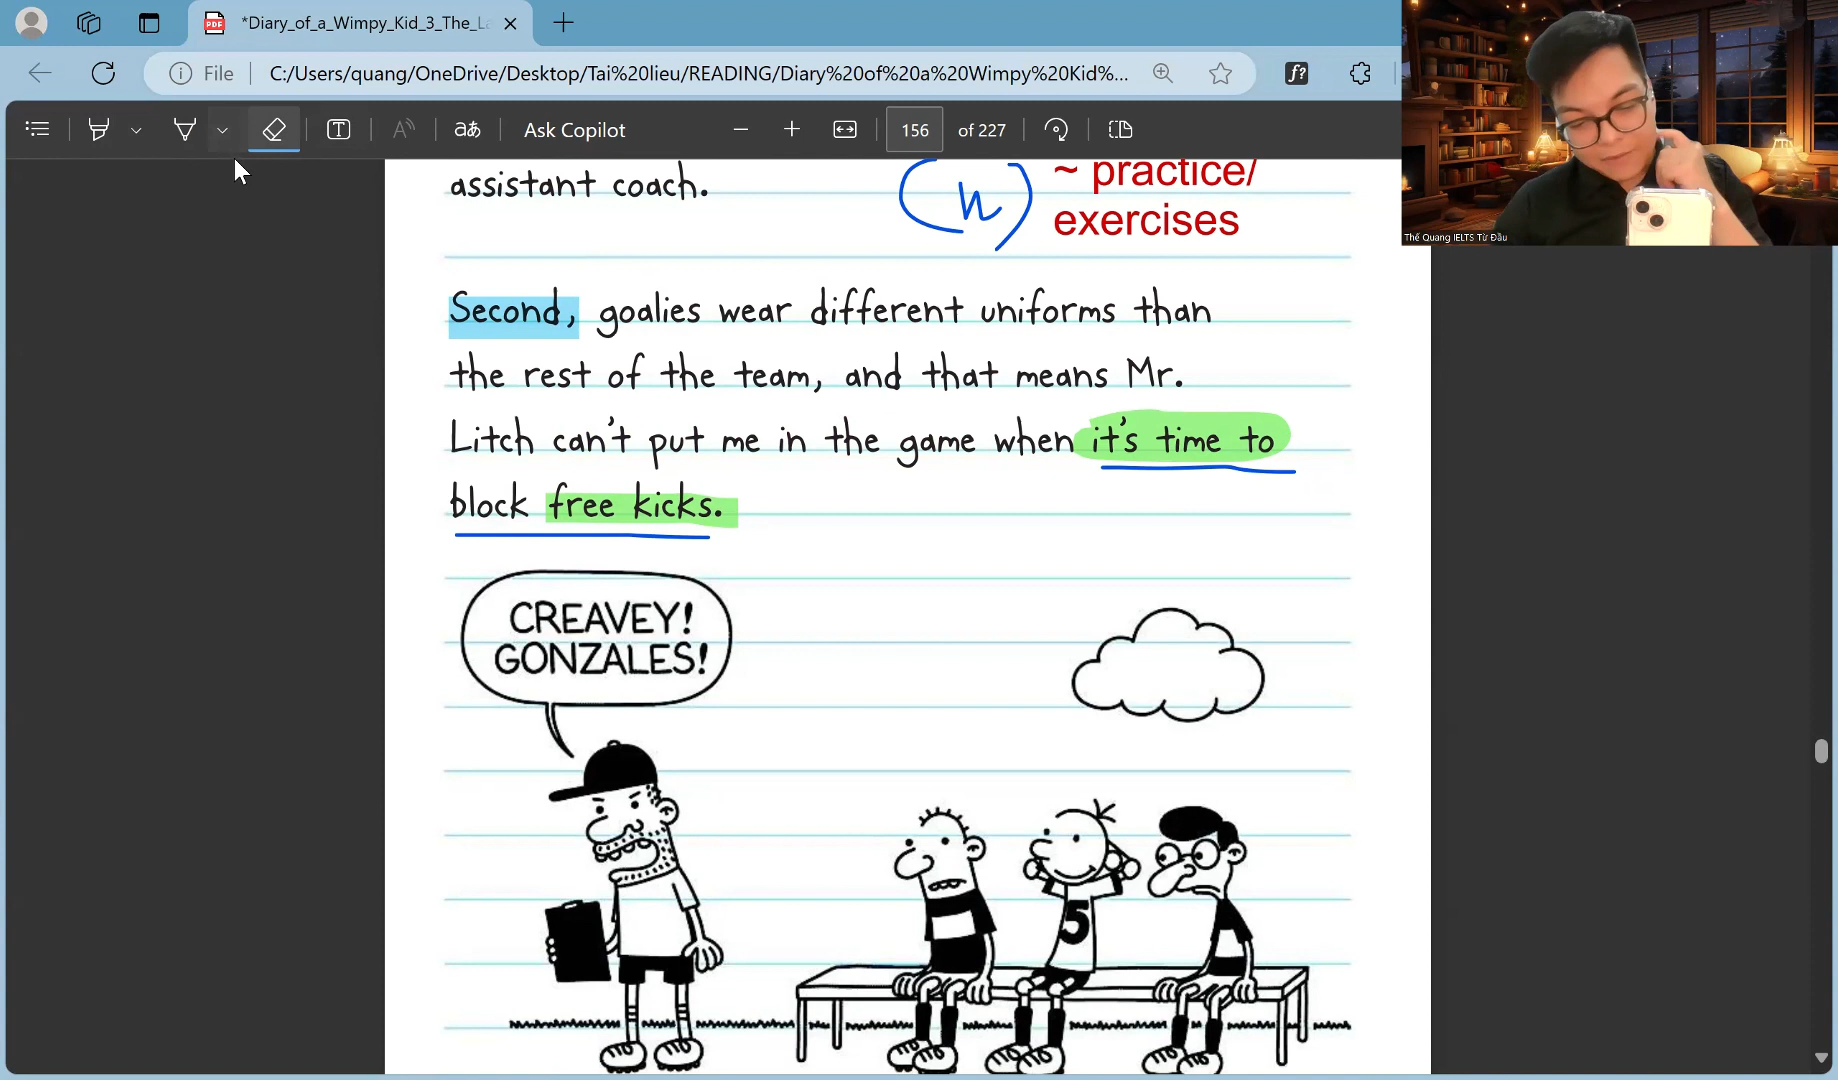 *Diary_of_a_Wimpy_Kid_3_The_La
File
C:/Users/quang/OneDrive/Desktop/Tai%20lieu/READING/Diary%20of%20a%20Wimpy%20Kid%...
f?
Ask Copilot
156 of 227
Thế Quang IELTS Từ Đầu
assistant coach.
n
~ practice/
exercises
Second, goalies wear different uniforms than
the rest of the team, and that means Mr.
Litch can't put me in the game when it's time to
block free kicks.
CREAVEY!
GONZALES!
5